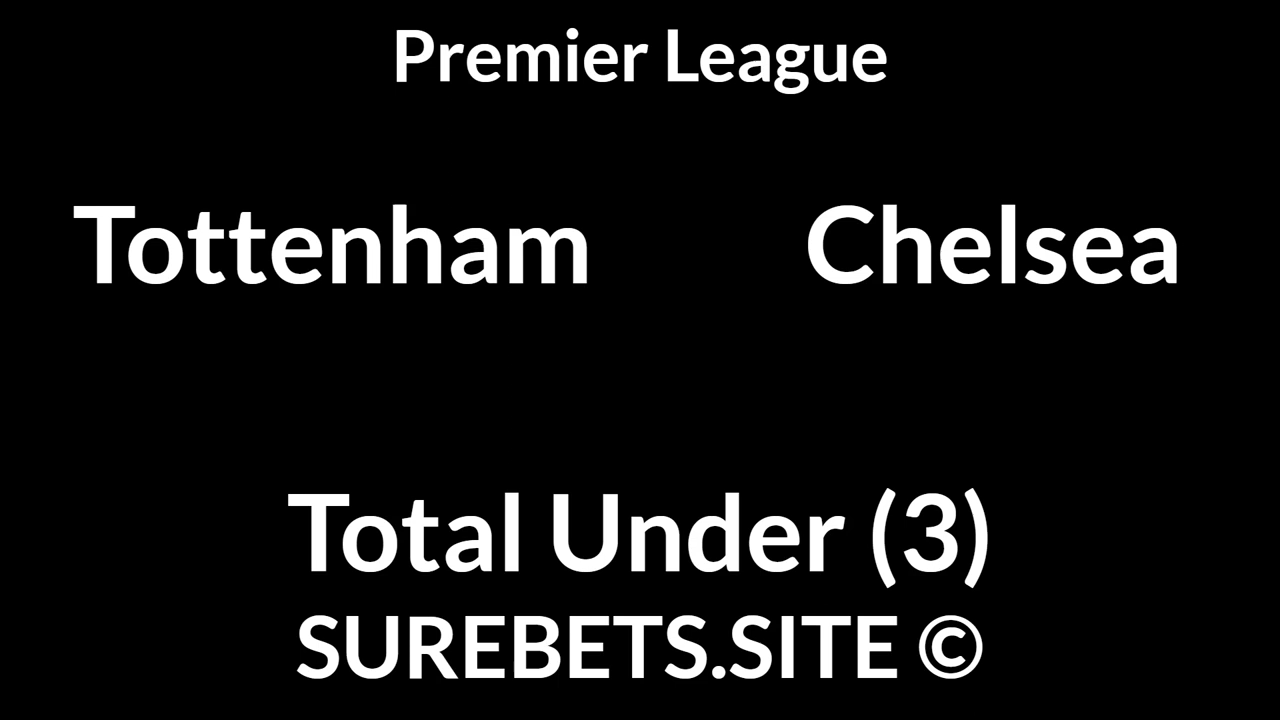 Premier League
Tottenham Chelsea
Total Under (3)
SUREBETS.SITE ©